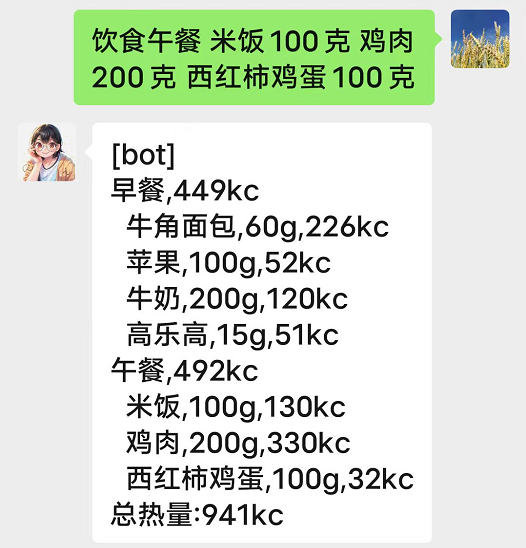 饮食午餐 米饭100克 鸡肉
200克 西红柿鸡蛋100克
[bot]
早餐,449kc
牛角面包,60g,226kc
苹果,100g,52kc
牛奶,200g,120kc
高乐高,15g,51kc
午餐,492kc
米饭,100g,130kc
鸡肉,200g,330kc
西红柿鸡蛋,100g,32kc
总热量:941kc